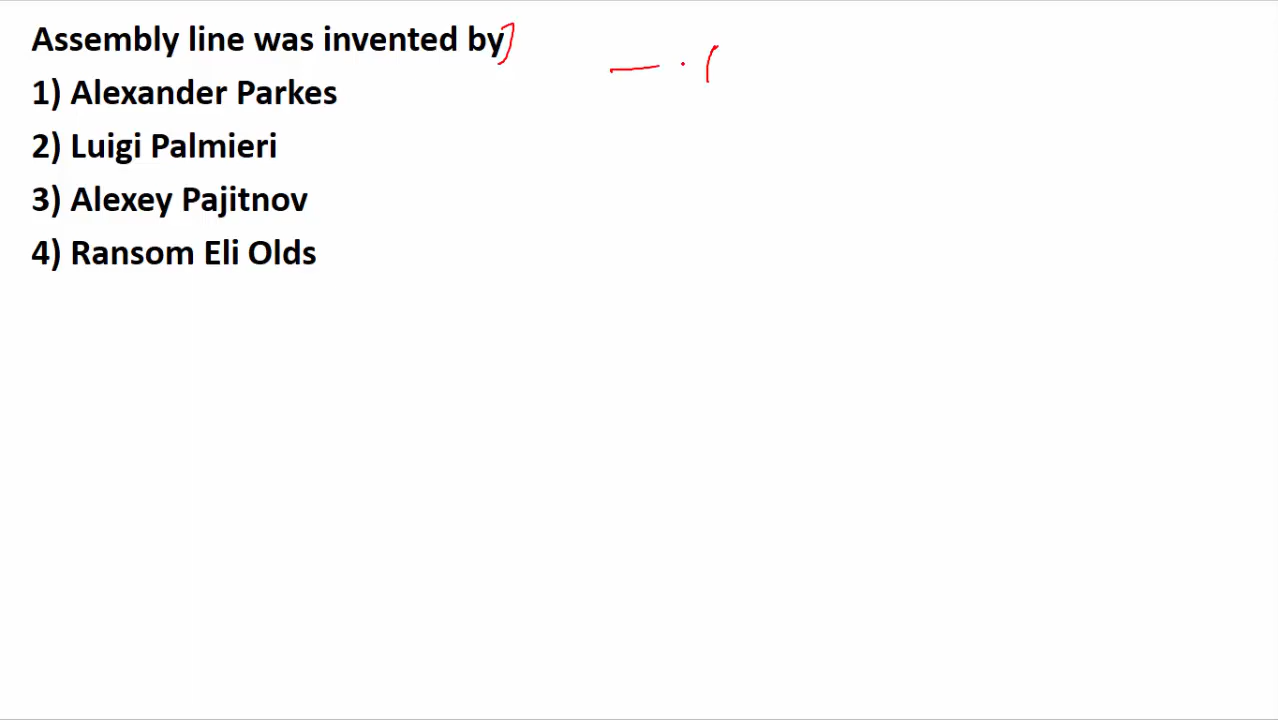 Assembly line was invented by
1) Alexander Parkes
2) Luigi Palmieri
3) Alexey Pajitnov
4) Ransom Eli Olds